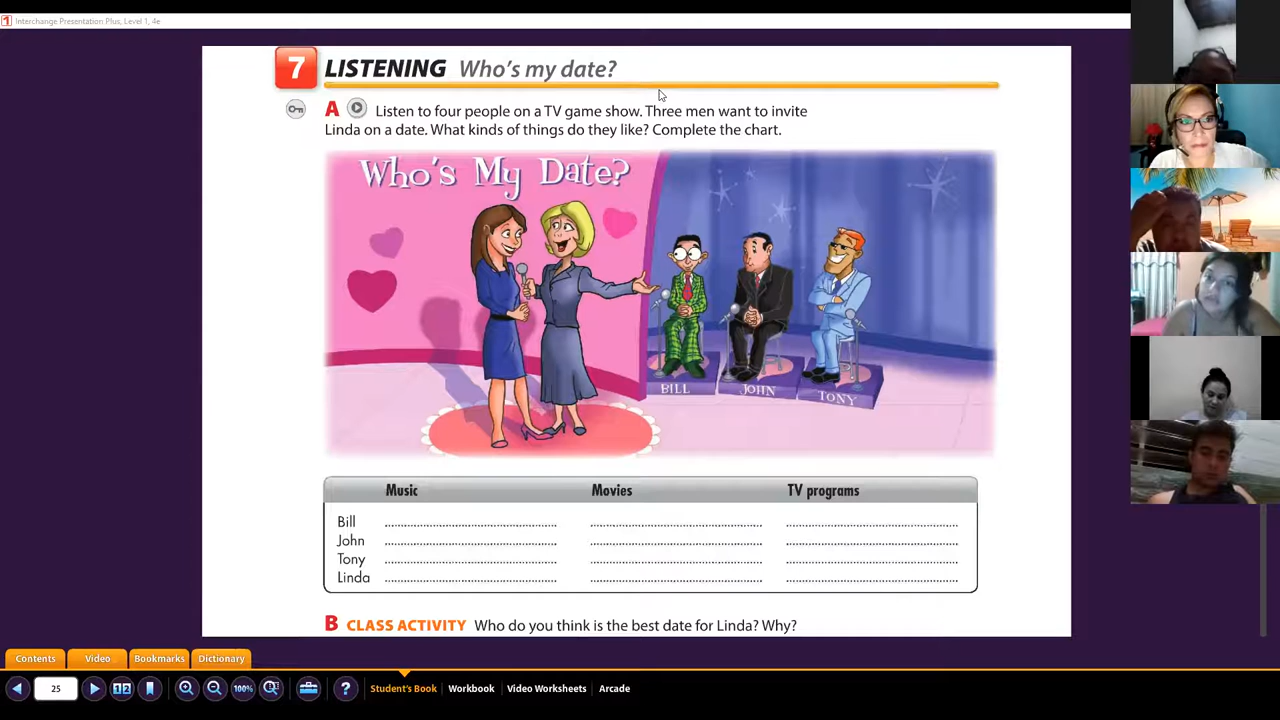 Interchange Presentation Plus, Level 1, 4e
7 LISTENING Who's my date?
A Listen to four people on a TV game show. Three men want to invite
Linda on a date. What kinds of things do they like? Complete the chart.
Who's My Date?
BILL JOHN TONY
Music Movies TV programs
Bill
John
Tony
Linda
B CLASS ACTIVITY Who do you think is the best date for Linda? Why?
Contents Video Bookmarks Dictionary
25 1 2 100% ? Student's Book Workbook Video Worksheets Arcade